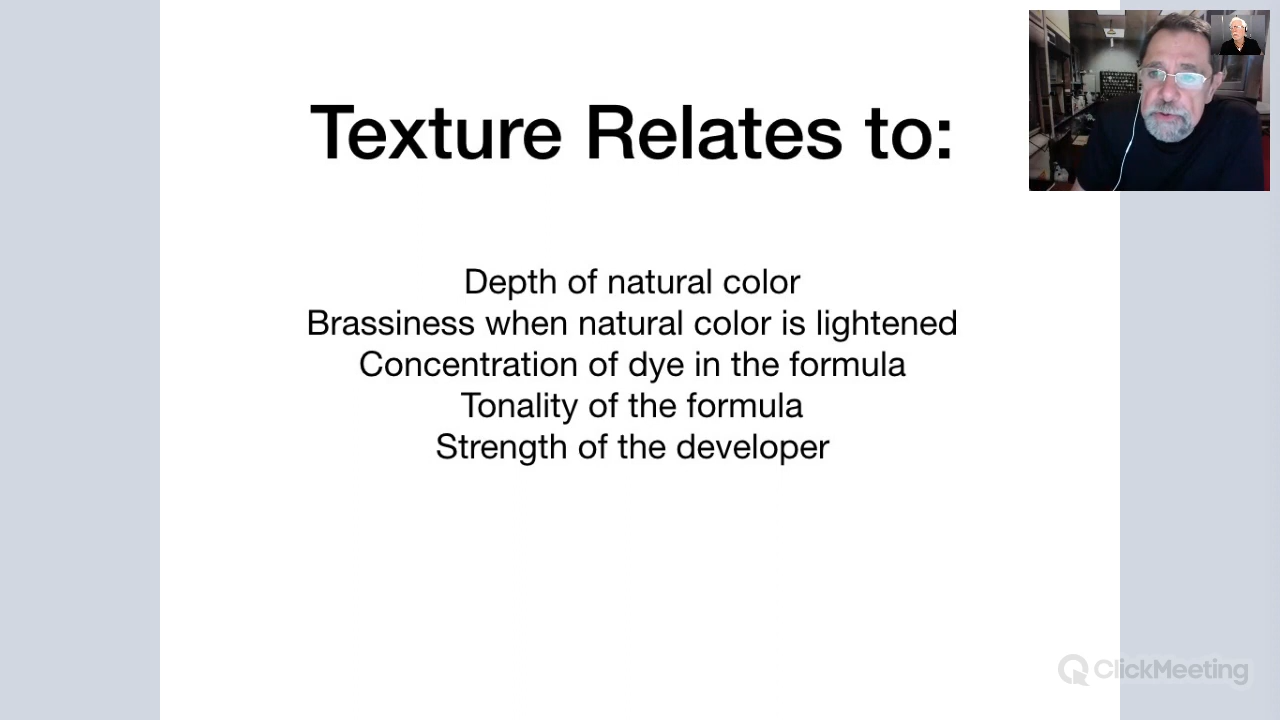 Texture Relates to:
Depth of natural color
Brassiness when natural color is lightened
Concentration of dye in the formula
Tonality of the formula
Strength of the developer
ClickMeeting